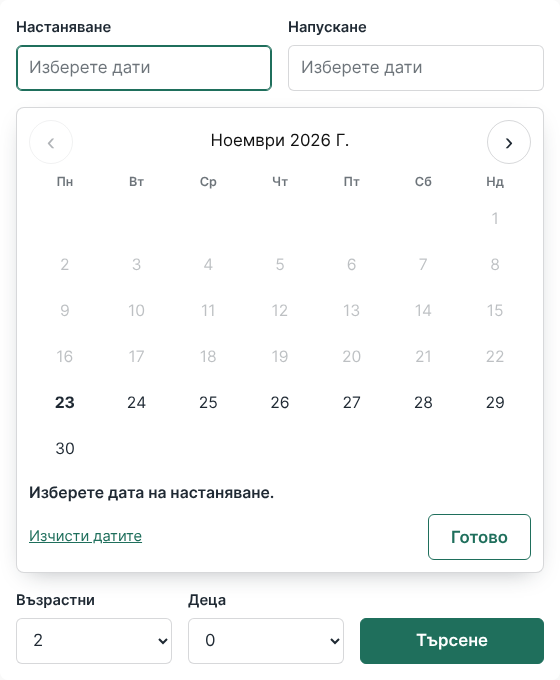 Настаняване Напускане
Изберете дати Изберете дати
‹ Ноември 2026 Г. ›
Пн Вт Ср Чт Пт Сб Нд
1
2 3 4 5 6 7 8
9 10 11 12 13 14 15
16 17 18 19 20 21 22
23 24 25 26 27 28 29
30
Изберете дата на настаняване.
Изчисти датите Готово
Възрастни Деца
2 0 Търсене